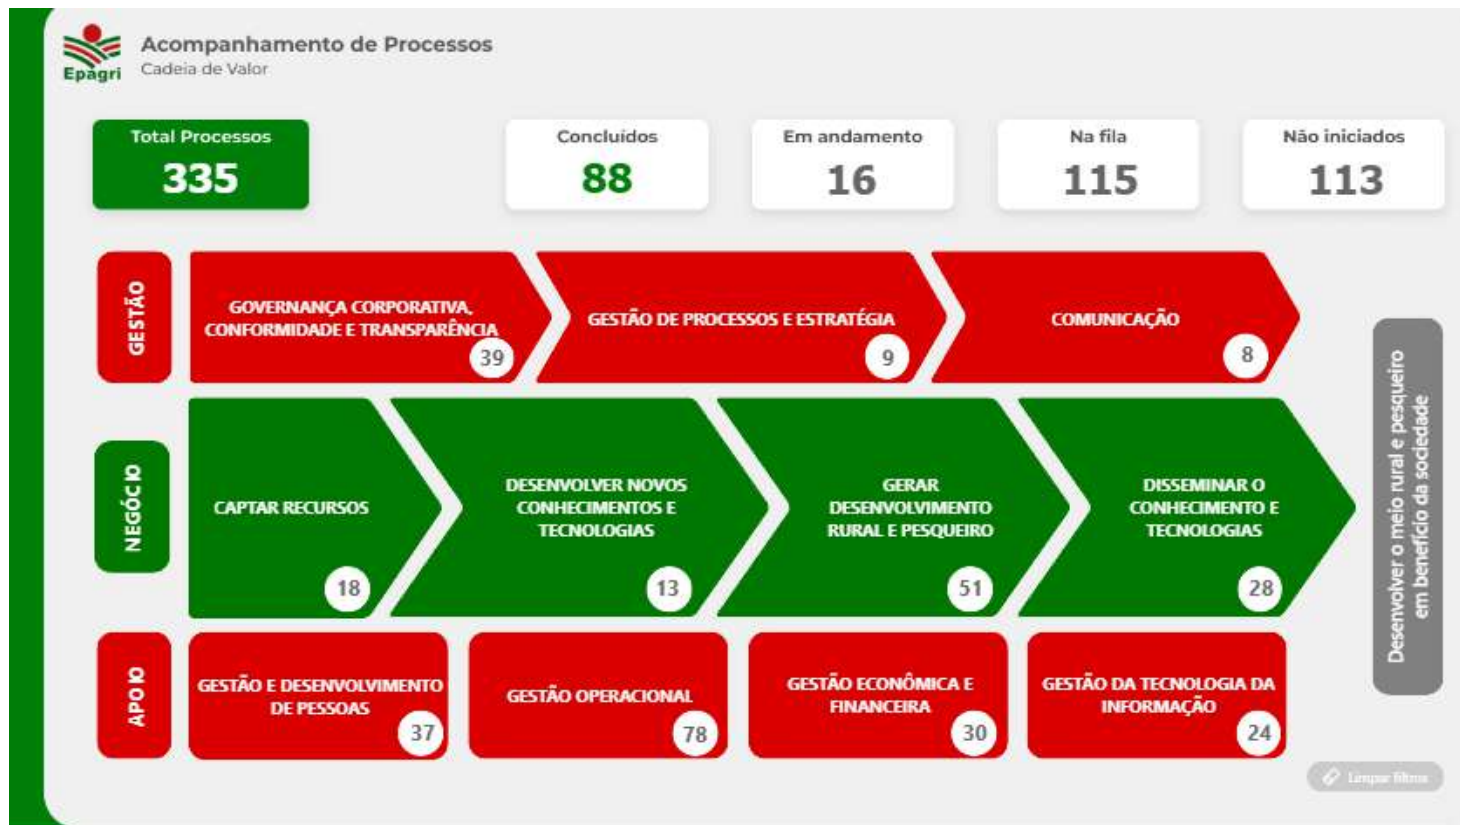 Epagri
Acompanhamento de Processos
Cadeia de Valor
Total Processos
335
Concluídos
88
Em andamento
16
Na fila
115
Não iniciados
113
GESTÃO
GOVERNANÇA CORPORATIVA,
CONFORMIDADE E TRANSPARÊNCIA
39
GESTÃO DE PROCESSOS E ESTRATÉGIA
9
COMUNICAÇÃO
8
NEGÓCIO
CAPTAR RECURSOS
18
DESENVOLVER NOVOS
CONHECIMENTOS E
TECNOLOGIAS
13
GERAR
DESENVOLVIMENTO
RURAL E PESQUEIRO
51
DISSEMINAR O
CONHECIMENTO E
TECNOLOGIAS
28
Desenvolver o meio rural e pesqueiro
em benefício da sociedade
APOIO
GESTÃO E DESENVOLVIMENTO
DE PESSOAS
37
GESTÃO OPERACIONAL
78
GESTÃO ECONÔMICA E
FINANCEIRA
30
GESTÃO DA TECNOLOGIA DA
INFORMAÇÃO
24
Limpar filtros